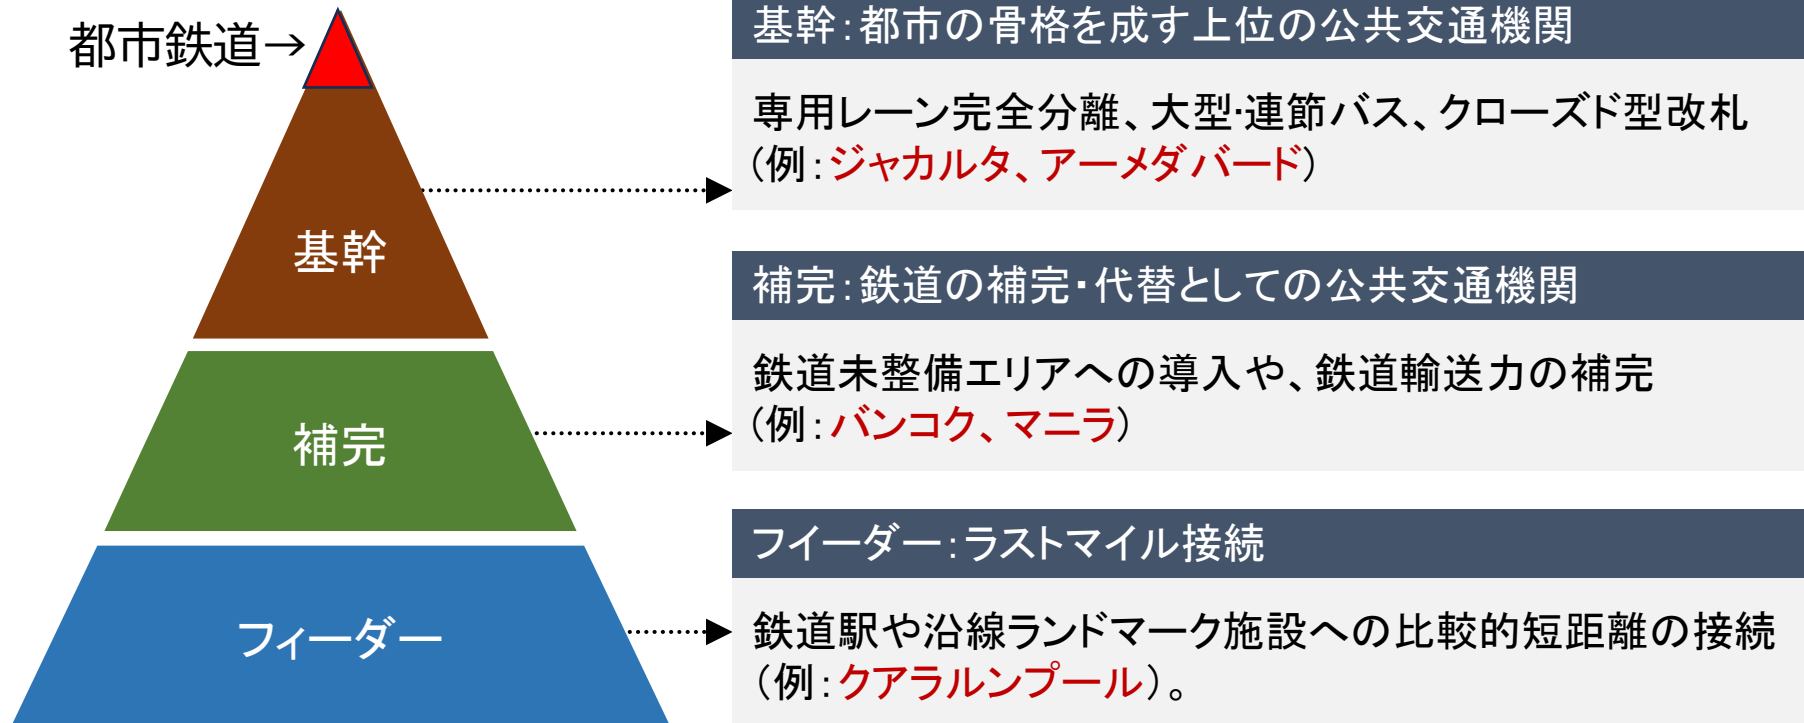 都市鉄道→
基幹
補完
フィーダー
基幹：都市の骨格を成す上位の公共交通機関
専用レーン完全分離、大型・連節バス、クローズド型改札
（例：ジャカルタ、アーメダバード）
補完：鉄道の補完・代替としての公共交通機関
鉄道未整備エリアへの導入や、鉄道輸送力の補完
（例：バンコク、マニラ）
フイーダー：ラストマイル接続
鉄道駅や沿線ランドマーク施設への比較的短距離の接続
（例：クアラルンプール）。